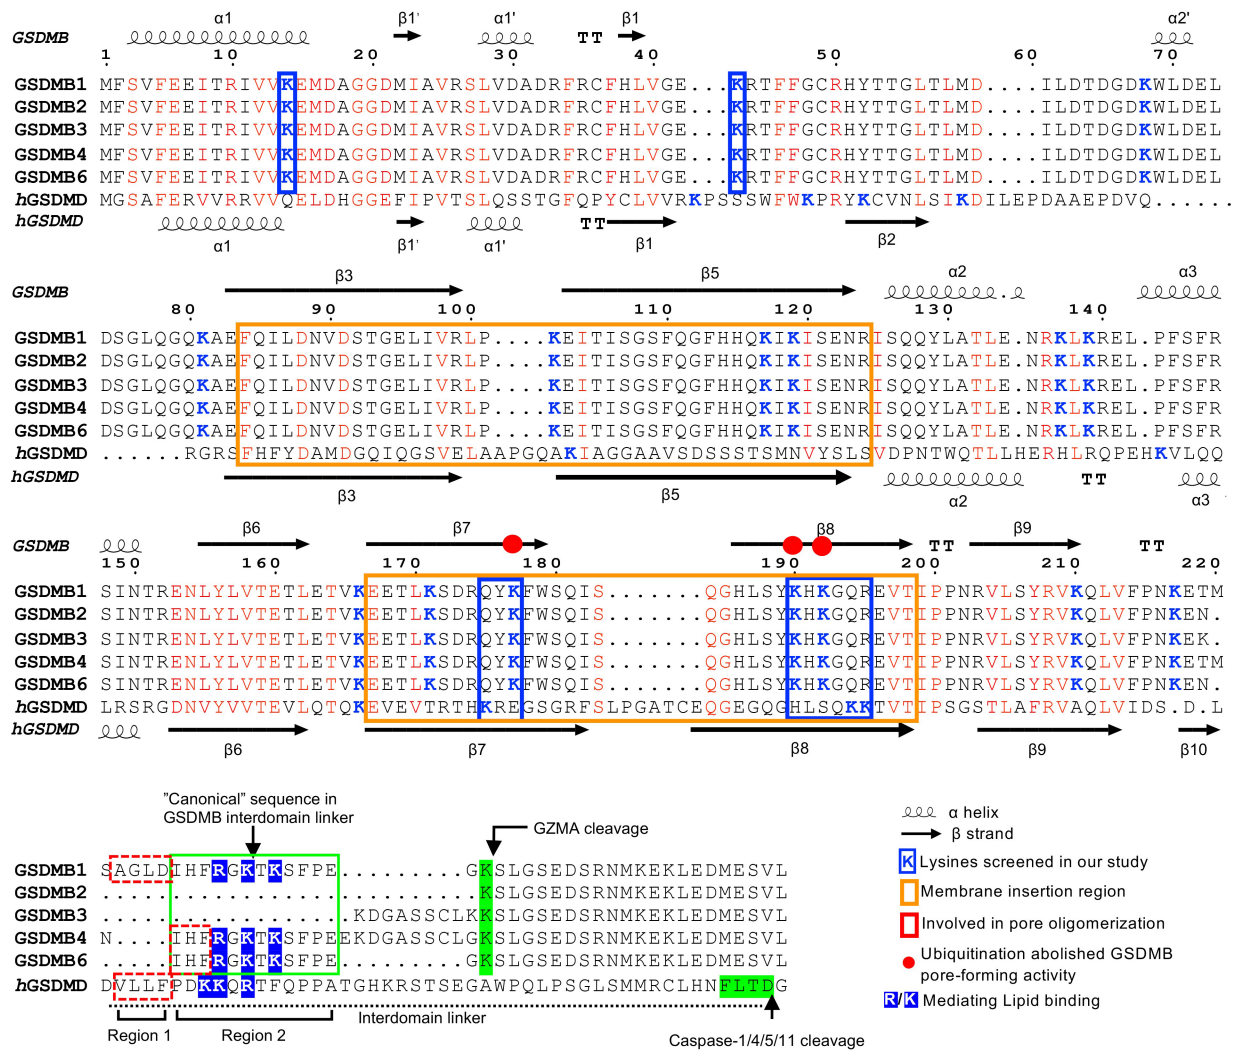 α1 β1' α1' TT β1 α2'
GSDMB
1 10 20 30 40 50 60 70
GSDMB1 MFSVFEEITRIVVKEMDAGGDMIAVRSLVDADRFRCFHLVGE...KRTFFGCRHYTTGLTLMD....ILDTDGDKWLDEL
GSDMB2 MFSVFEEITRIVVKEMDAGGDMIAVRSLVDADRFRCFHLVGE...KRTFFGCRHYTTGLTLMD....ILDTDGDKWLDEL
GSDMB3 MFSVFEEITRIVVKEMDAGGDMIAVRSLVDADRFRCFHLVGE...KRTFFGCRHYTTGLTLMD....ILDTDGDKWLDEL
GSDMB4 MFSVFEEITRIVVKEMDAGGDMIAVRSLVDADRFRCFHLVGE...KRTFFGCRHYTTGLTLMD....ILDTDGDKWLDEL
GSDMB6 MFSVFEEITRIVVKEMDAGGDMIAVRSLVDADRFRCFHLVGE...KRTFFGCRHYTTGLTLMD....ILDTDGDKWLDEL
hGSDMD MGSAFERVVRRVVQELDHGGEFIPVTSLQSSTGFQPYCLVVRKPSSSWFWKPRYKCVNLSIKDILEPDAAEPDVQ......
hGSDMD TT
α1 β1' α1' β1 β2
β3 β5 α2 α3
GSDMB
80 90 100 110 120 130 140
GSDMB1 DSGLQGQKAEFQILDNVDSTGELIVRLP....KEITISGSFQGFHHQKIKISENRISQQYLATLE.NRKLKREL.PFSFR
GSDMB2 DSGLQGQKAEFQILDNVDSTGELIVRLP....KEITISGSFQGFHHQKIKISENRISQQYLATLE.NRKLKREL.PFSFR
GSDMB3 DSGLQGQKAEFQILDNVDSTGELIVRLP....KEITISGSFQGFHHQKIKISENRISQQYLATLE.NRKLKREL.PFSFR
GSDMB4 DSGLQGQKAEFQILDNVDSTGELIVRLP....KEITISGSFQGFHHQKIKISENRISQQYLATLE.NRKLKREL.PFSFR
GSDMB6 DSGLQGQKAEFQILDNVDSTGELIVRLP....KEITISGSFQGFHHQKIKISENRISQQYLATLE.NRKLKREL.PFSFR
hGSDMD ......RGRSFHFYDAMDGQIQGSVELAAPGQAKIAGGAAVSDSSSTSMNVYSLSVDPNTWQTLLHERHLRQPEHKVLQQ
hGSDMD TT
β3 β5 α2 α3
β6 β7 β8 β9
GSDMB TT TT
150 160 170 180 190 200 210 220
GSDMB1 SINTRENLYLVTETLETVKEETLKSDRQYKFWSQIS.......QGHLSYKHKGQREVTIPPNRVLSYRVKQLVFPNKETM
GSDMB2 SINTRENLYLVTETLETVKEETLKSDRQYKFWSQIS.......QGHLSYKHKGQREVTIPPNRVLSYRVKQLVFPNKEN.
GSDMB3 SINTRENLYLVTETLETVKEETLKSDRQYKFWSQIS.......QGHLSYKHKGQREVTIPPNRVLSYRVKQLVFPNKEK.
GSDMB4 SINTRENLYLVTETLETVKEETLKSDRQYKFWSQIS.......QGHLSYKHKGQREVTIPPNRVLSYRVKQLVFPNKETM
GSDMB6 SINTRENLYLVTETLETVKEETLKSDRQYKFWSQIS.......QGHLSYKHKGQREVTIPPNRVLSYRVKQLVFPNKEN.
hGSDMD LRSRGDNVYVVTEVLQTQKEVEVTRTHKREGSGRFSLPGATCEQGEGQGHLSQKKTVTIPSGSTLAFRVAQLVIDS.D.L
hGSDMD
β6 β7 β8 β9 β10
"Canonical" sequence in
GSDMB interdomain linker
GZMA cleavage
GSDMB1 SAGLDIHFRGKTKSFPE.........GKSLGSEDSRNMKEKLEDMESVL
GSDMB2 ...........................KSLGSEDSRNMKEKLEDMESVL
GSDMB3 ..................KDGASSCLKKSLGSEDSRNMKEKLEDMESVL
GSDMB4 N....IHFRGKTKSFPEEKDGASSCLGKSLGSEDSRNMKEKLEDMESVL
GSDMB6 .....IHFRGKTKSFPE.........GKSLGSEDSRNMKEKLEDMESVL
hGSDMD DVLLFPDKKQRTFQPPATGHKRSTSEGAWPQLPSGLSMMRCLHNFLTDG
Region 1 Region 2 Interdomain linker
Caspase-1/4/5/11 cleavage
α helix
β strand
K Lysines screened in our study
Membrane insertion region
Involved in pore oligomerization
Ubiquitination abolished GSDMB
pore-forming activity
R/K Mediating Lipid binding